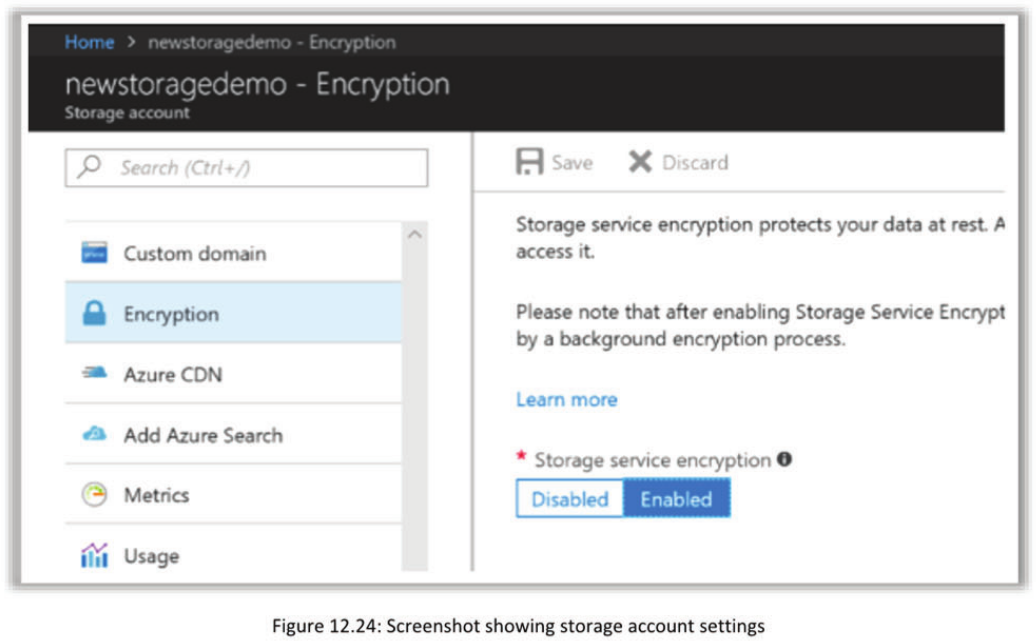 Home > newstoragedemo - Encryption
newstoragedemo - Encryption
Storage account
Search (Ctrl+/)
Custom domain
Encryption
Azure CDN
Add Azure Search
Metrics
Usage
Save Discard
Storage service encryption protects your data at rest. A
access it.
Please note that after enabling Storage Service Encrypt
by a background encryption process.
Learn more
* Storage service encryption
Disabled Enabled
Figure 12.24: Screenshot showing storage account settings